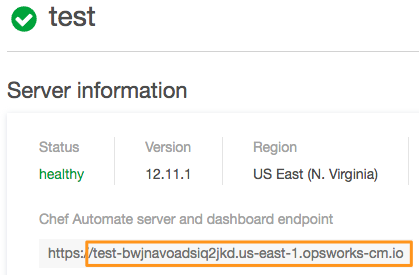 test
Server information
Status Version Region
healthy 12.11.1 US East (N. Virginia)
Chef Automate server and dashboard endpoint
https://test-bwjnavoadsiq2jkd.us-east-1.opsworks-cm.io